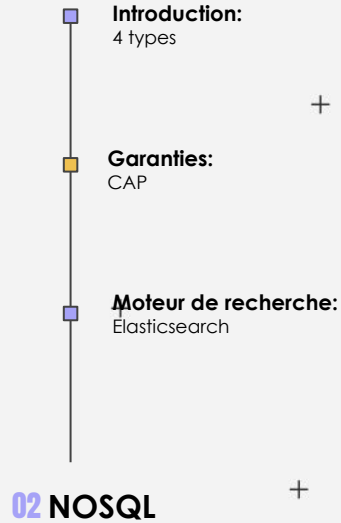 Introduction:
4 types
Garanties:
CAP
Moteur de recherche:
Elasticsearch
02 NOSQL